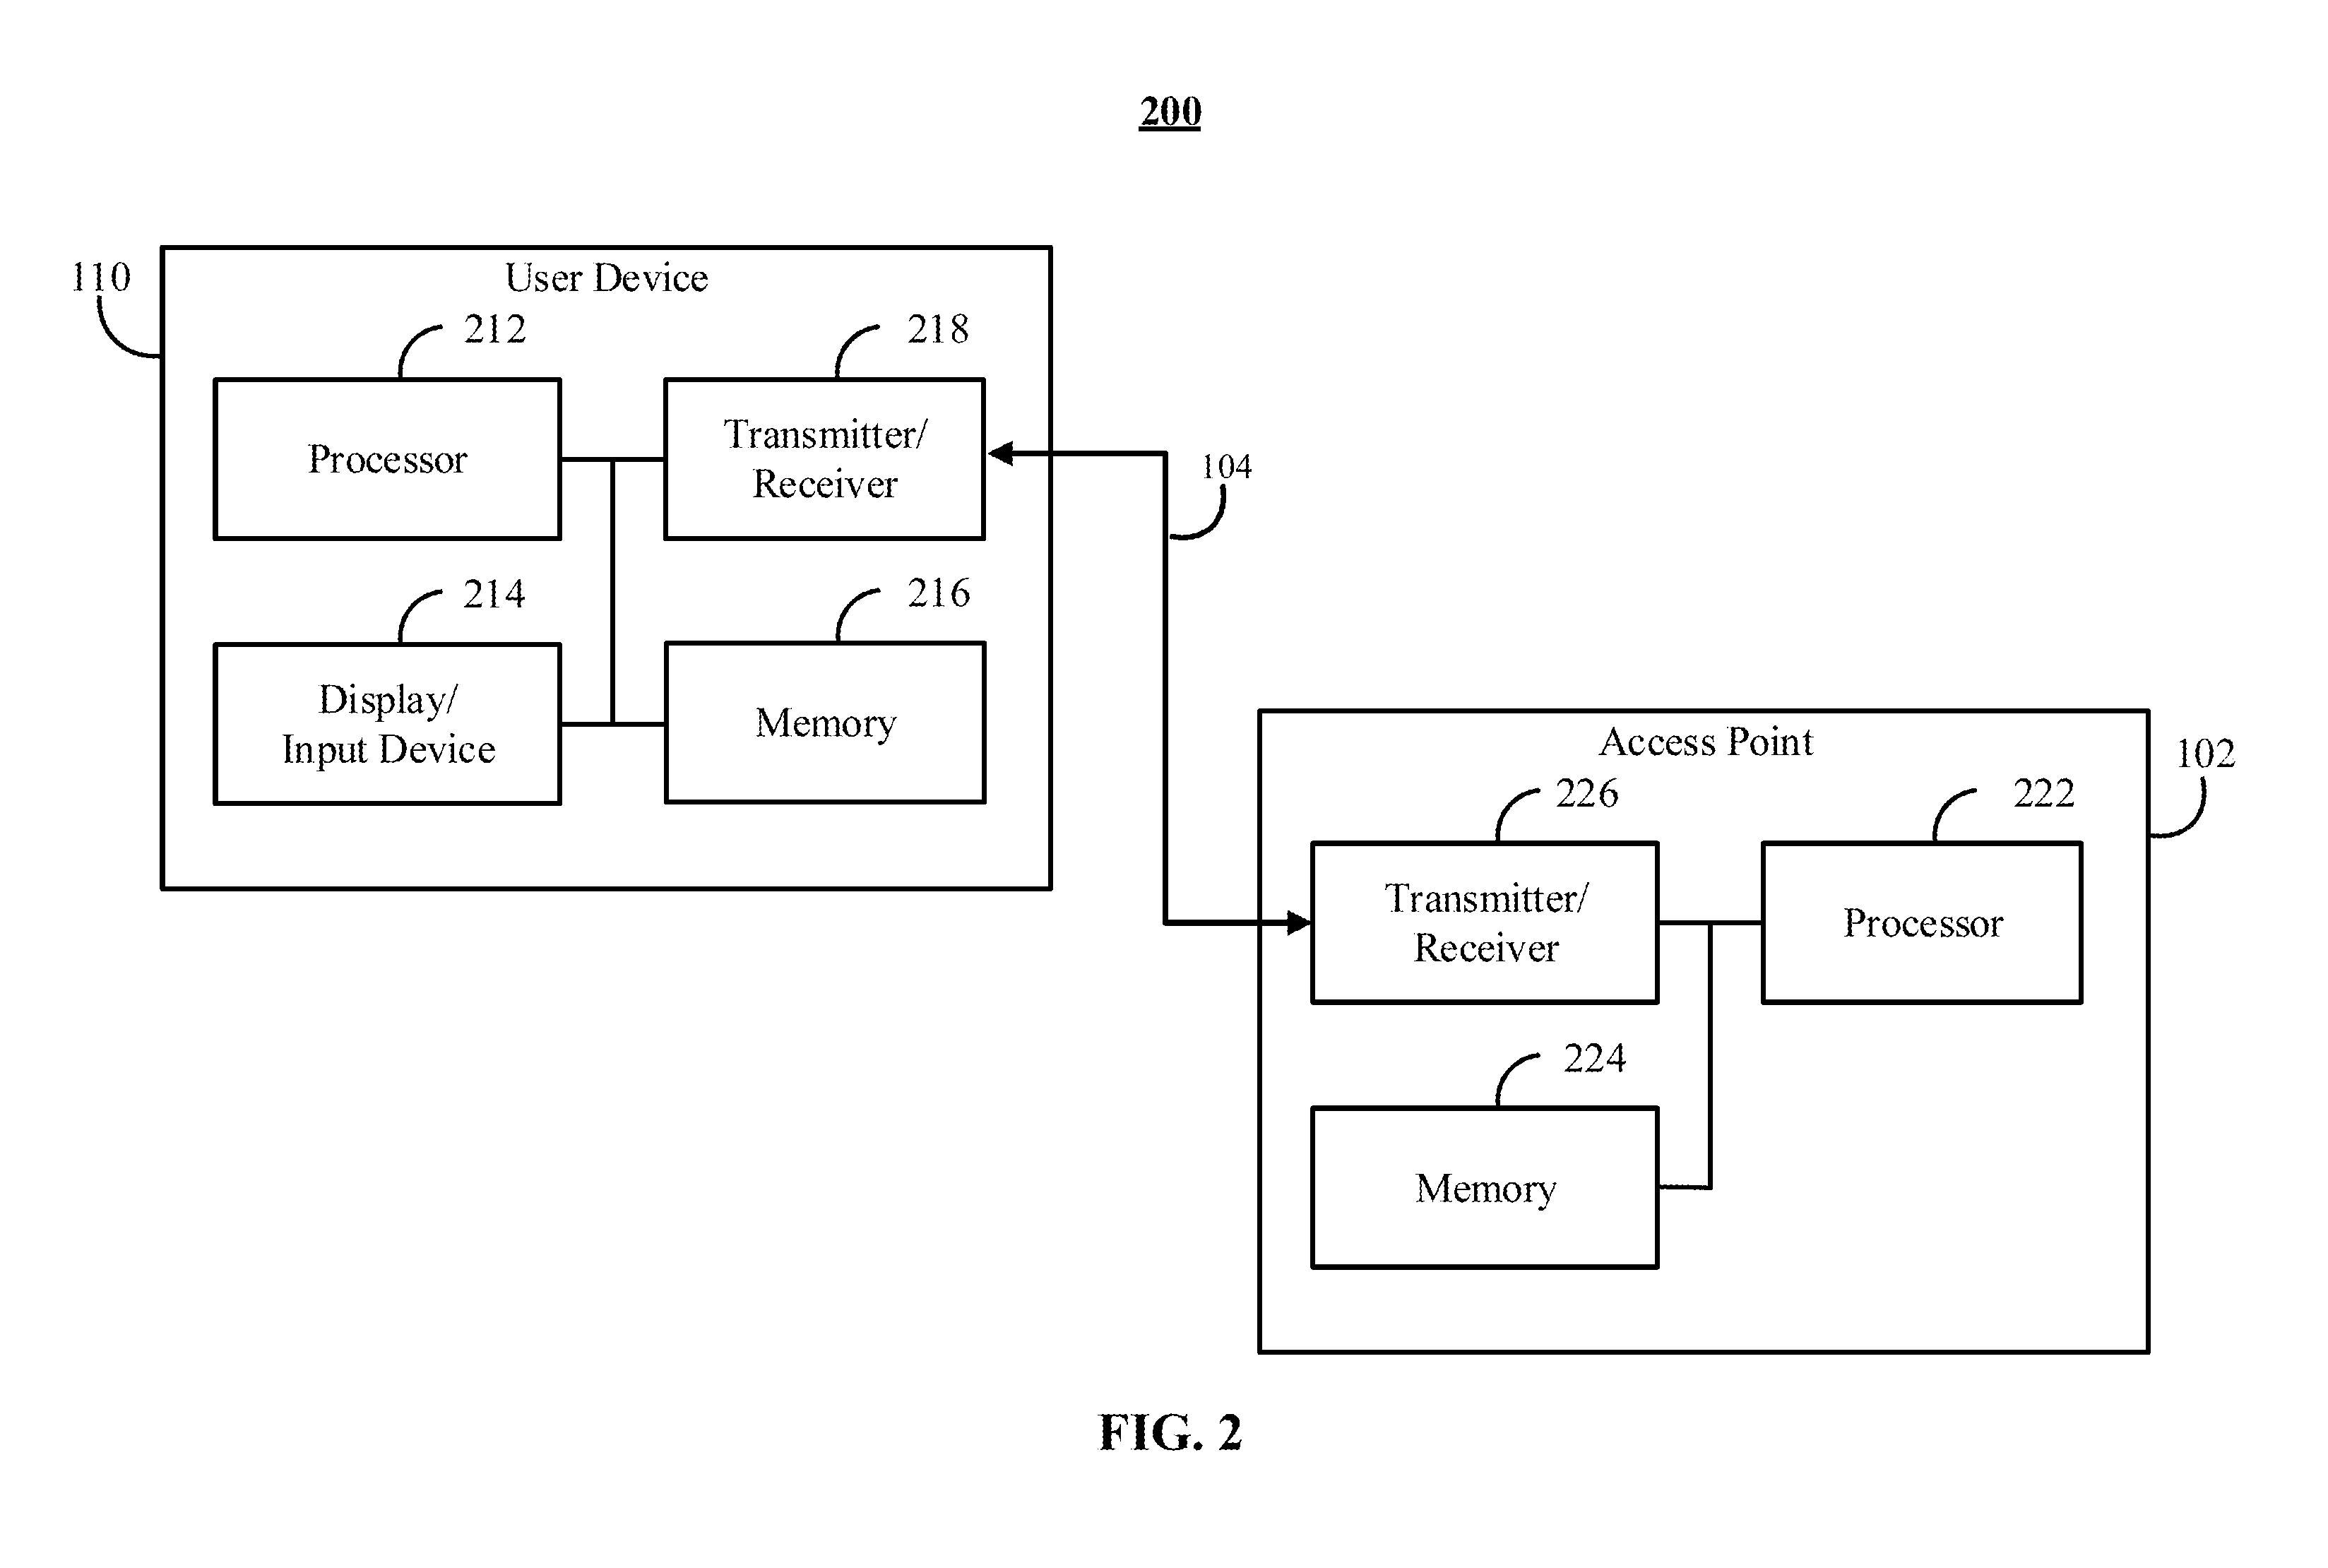 200
110
User Device
212
218
Processor
Transmitter/
Receiver
104
214
216
Display/
Input Device
Memory
Access Point
102
226
222
Transmitter/
Receiver
Processor
224
Memory
FIG. 2